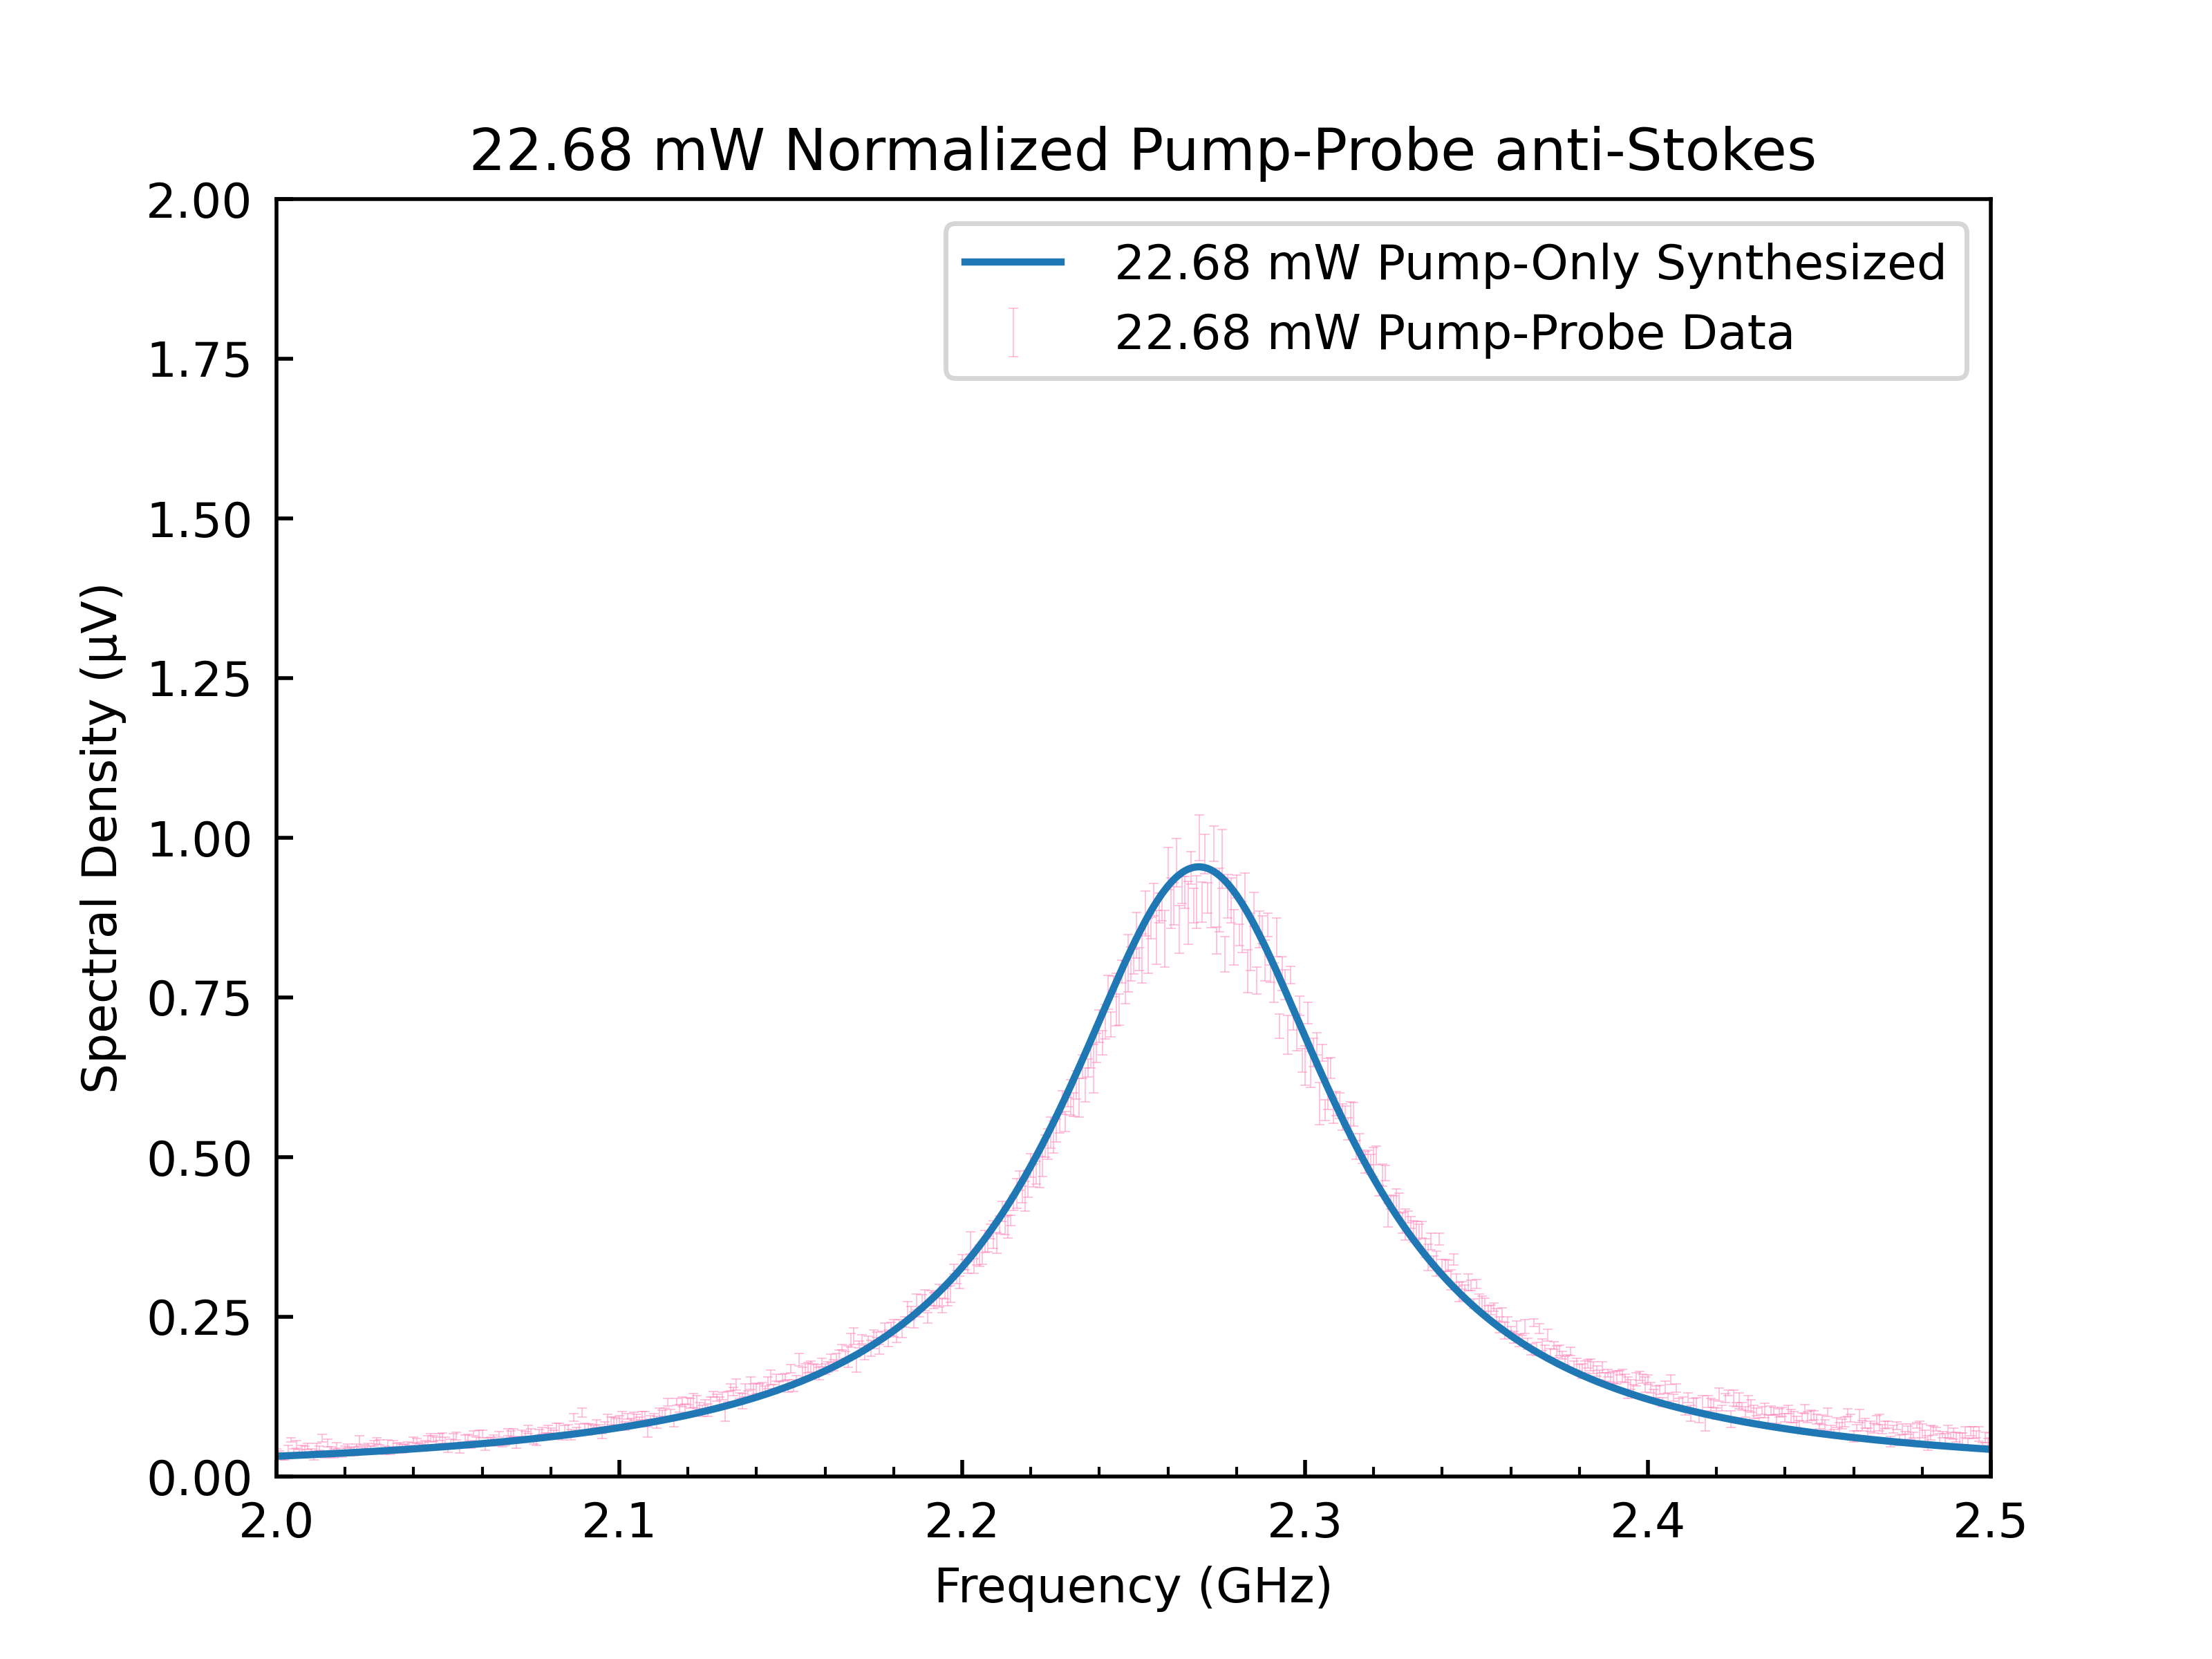 22.68 mW Normalized Pump-Probe anti-Stokes
22.68 mW Pump-Only Synthesized
22.68 mW Pump-Probe Data
Spectral Density (µV)
2.00
1.75
1.50
1.25
1.00
0.75
0.50
0.25
0.00
2.0 2.1 2.2 2.3 2.4 2.5
Frequency (GHz)